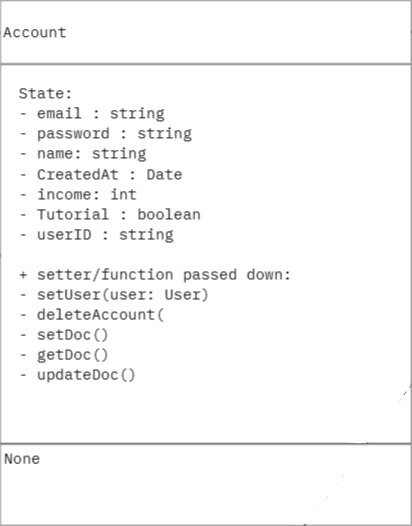 Account
State:
- email : string
- password : string
- name: string
- CreatedAt : Date
- income: int
- Tutorial : boolean
- userID : string
+ setter/function passed down:
- setUser(user: User)
- deleteAccount(
- setDoc()
- getDoc()
- updateDoc()
None